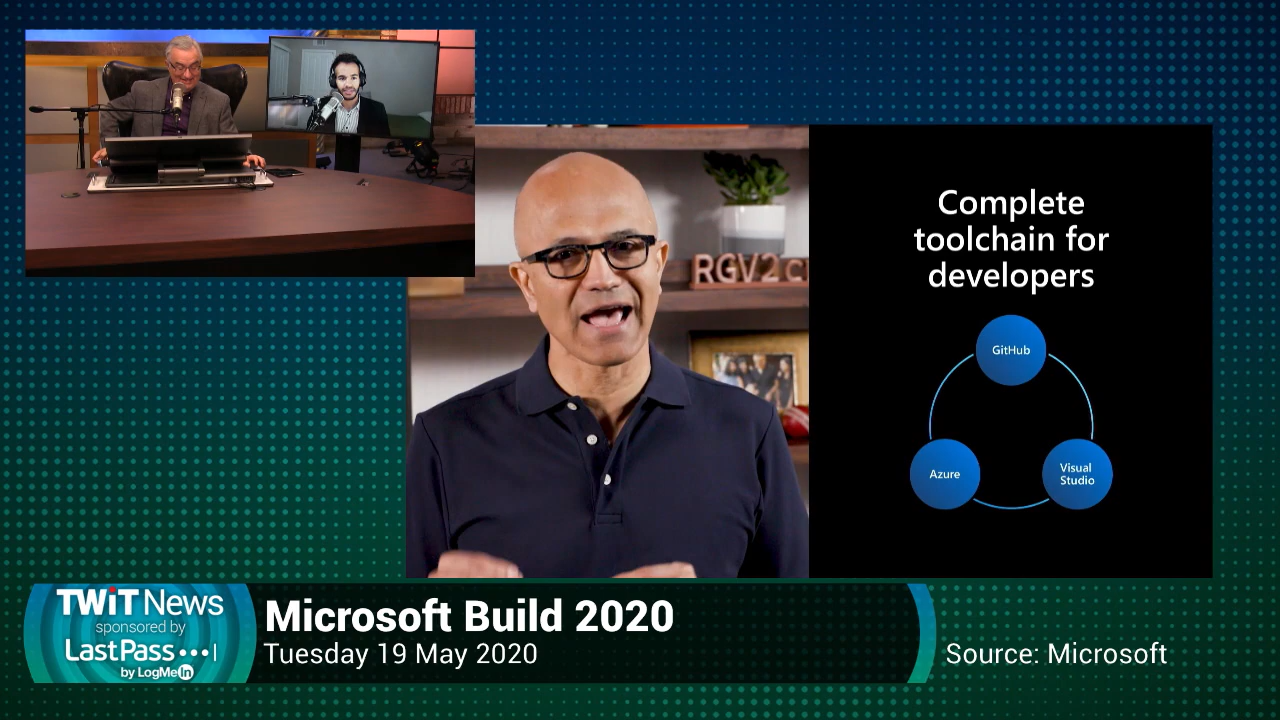 RGV2C
Complete
toolchain for
developers
GitHub
Azure
Visual
Studio
TWiT News
sponsored by
LastPass•••|
by LogMeIn
Microsoft Build 2020
Tuesday 19 May 2020
Source: Microsoft